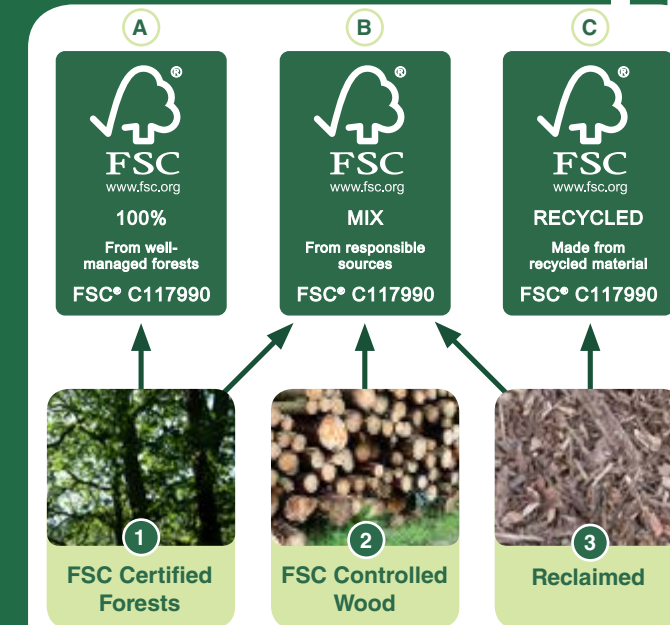 A
B
C
®
FSC
www.fsc.org
100%
From well-
managed forests
FSC® C117990
®
FSC
www.fsc.org
MIX
From responsible
sources
FSC® C117990
®
FSC
www.fsc.org
RECYCLED
Made from
recycled material
FSC® C117990
1
FSC Certified
Forests
2
FSC Controlled
Wood
3
Reclaimed